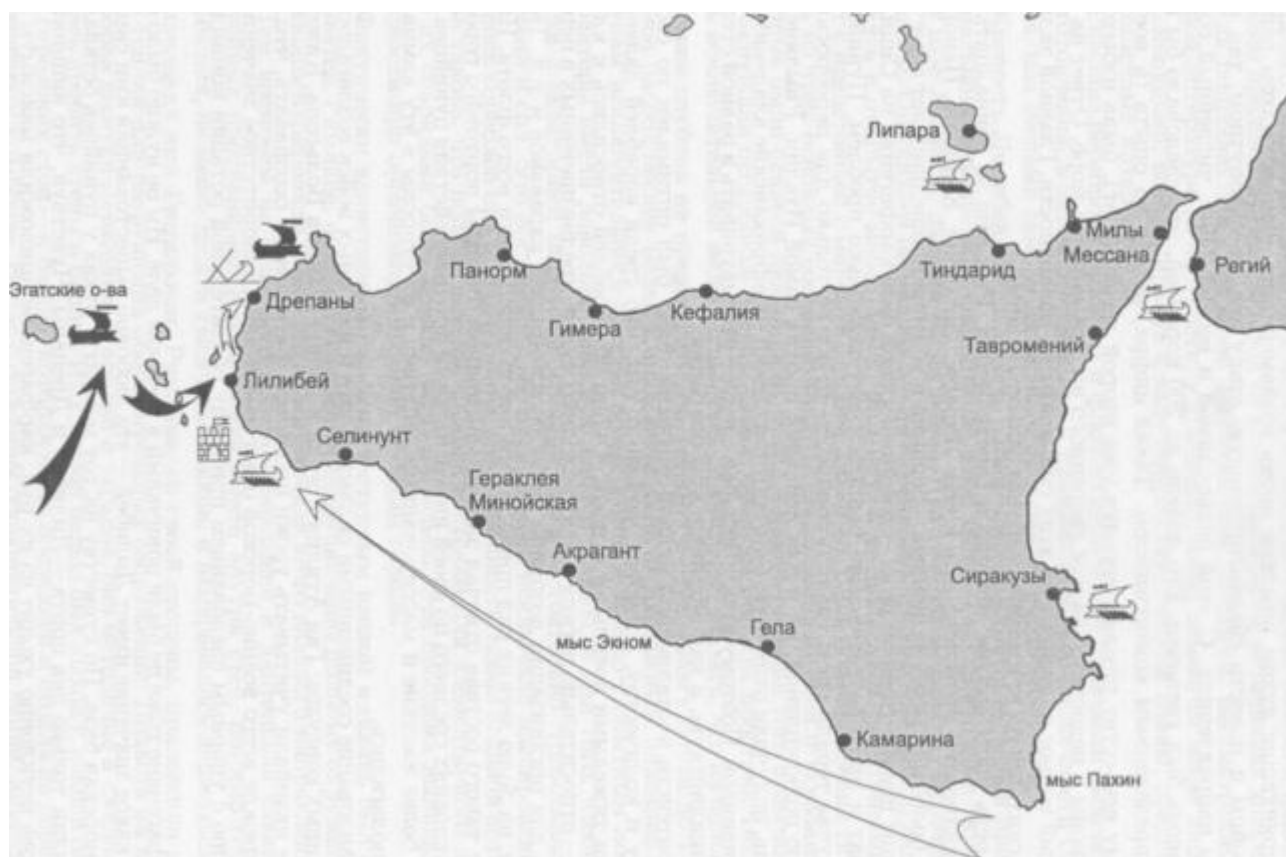 Липара
Милы
Мессана
Регий
Панорм
Тиндарид
Эгатские о-ва
Дрепаны
Гимера
Кефалия
Тавромений
Лилибей
Селинунт
Гераклея
Минойская
Акрагант
Сиракузы
Гела
мыс Экном
Камарина
мыс Пахин